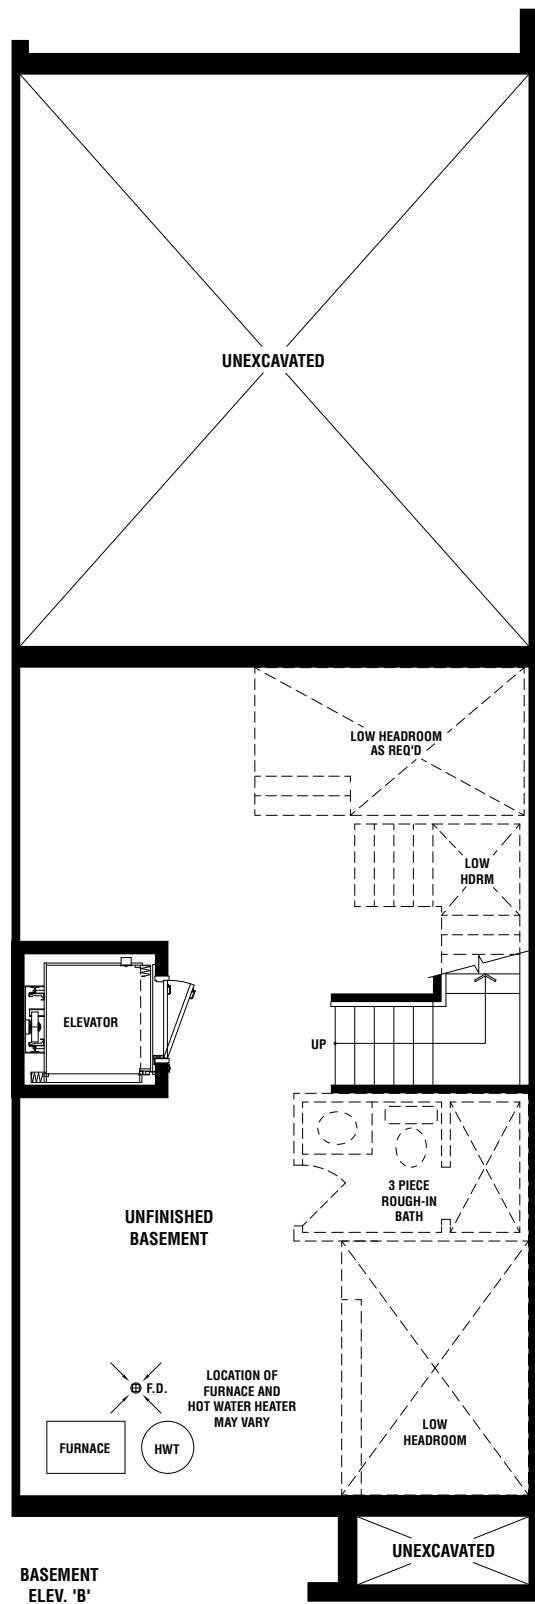 UNEXCAVATED
LOW HEADROOM
AS REQ'D
LOW
HDRM
ELEVATOR
UP
3 PIECE
ROUGH-IN
BATH
UNFINISHED
BASEMENT
F.D.
LOCATION OF
FURNACE AND
HOT WATER HEATER
MAY VARY
FURNACE
HWT
LOW
HEADROOM
UNEXCAVATED
BASEMENT
ELEV. 'B'